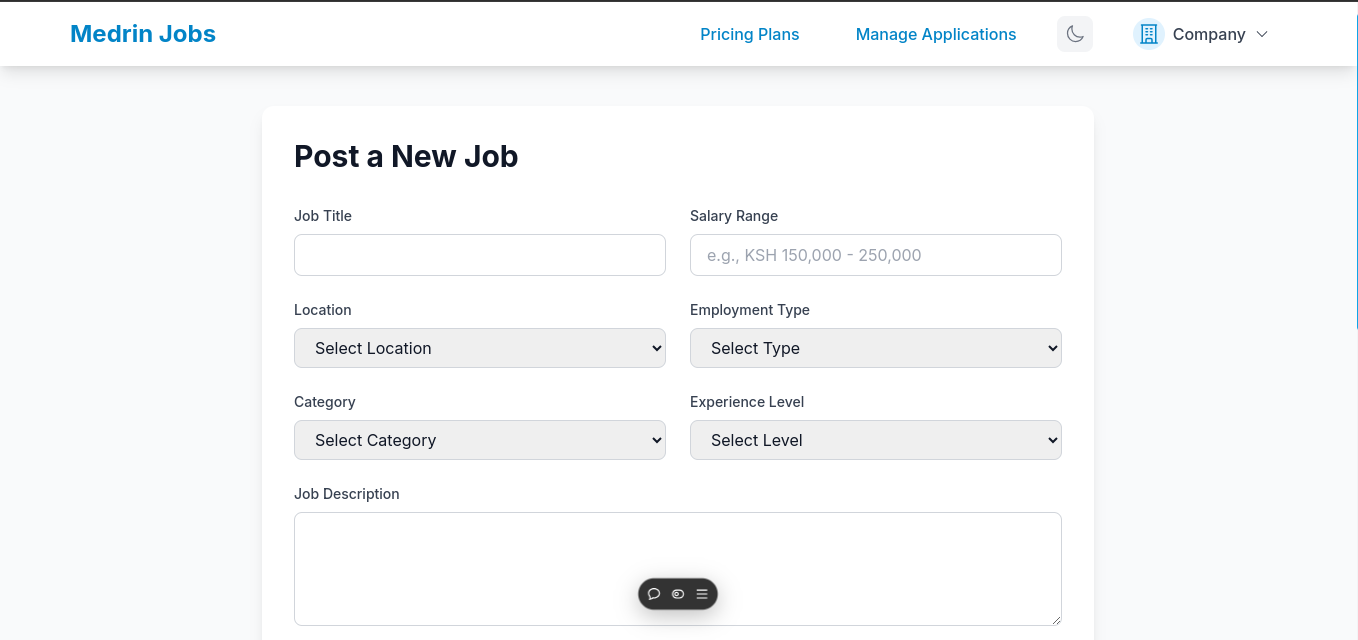 Medrin Jobs
Pricing Plans
Manage Applications
Company
Post a New Job
Job Title
Salary Range
e.g., KSH 150,000 - 250,000
Location
Employment Type
Select Location
Select Type
Category
Experience Level
Select Category
Select Level
Job Description